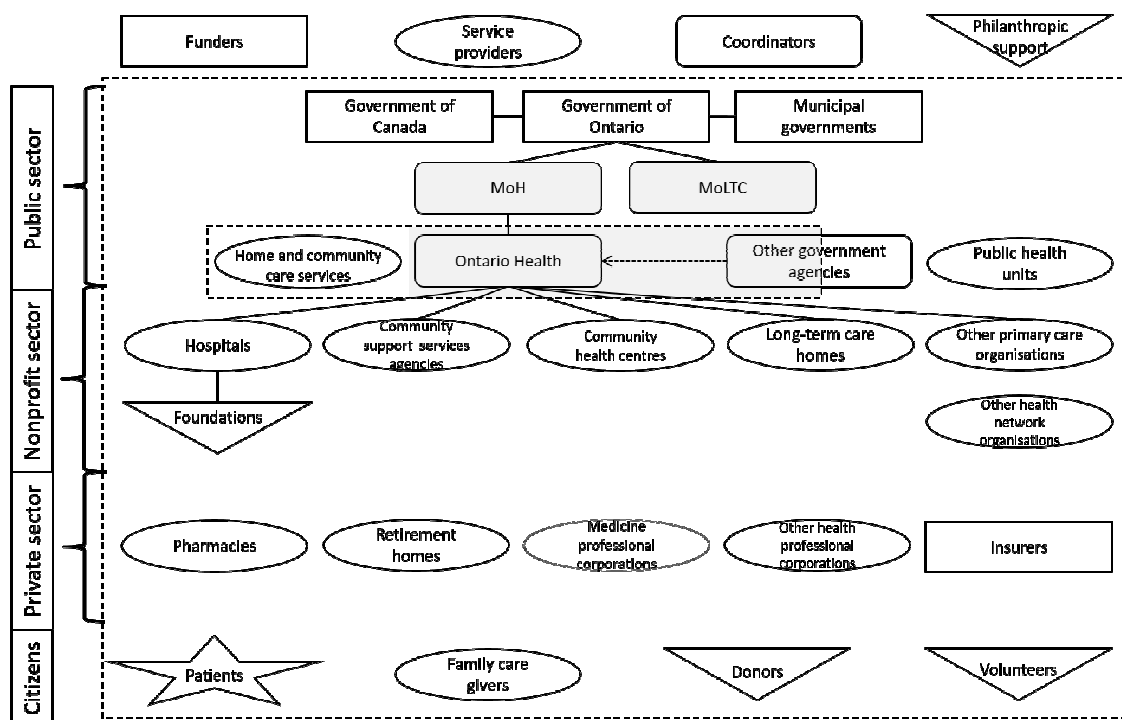 Funders
Service
providers
Coordinators
Philanthropic
support
Public sector
Government of
Canada
Government of
Ontario
Municipal
governments
MoH
MoLTC
Home and community
care services
Ontario Health
Other government
agencies
Public health
units
Nonprofit sector
Hospitals
Community
support services
agencies
Community
health centres
Long-term care
homes
Other primary care
organisations
Foundations
Other health
network
organisations
Private sector
Pharmacies
Retirement
homes
Medicine
professional
corporations
Other health
professional
corporations
Insurers
Citizens
Patients
Family care
givers
Donors
Volunteers